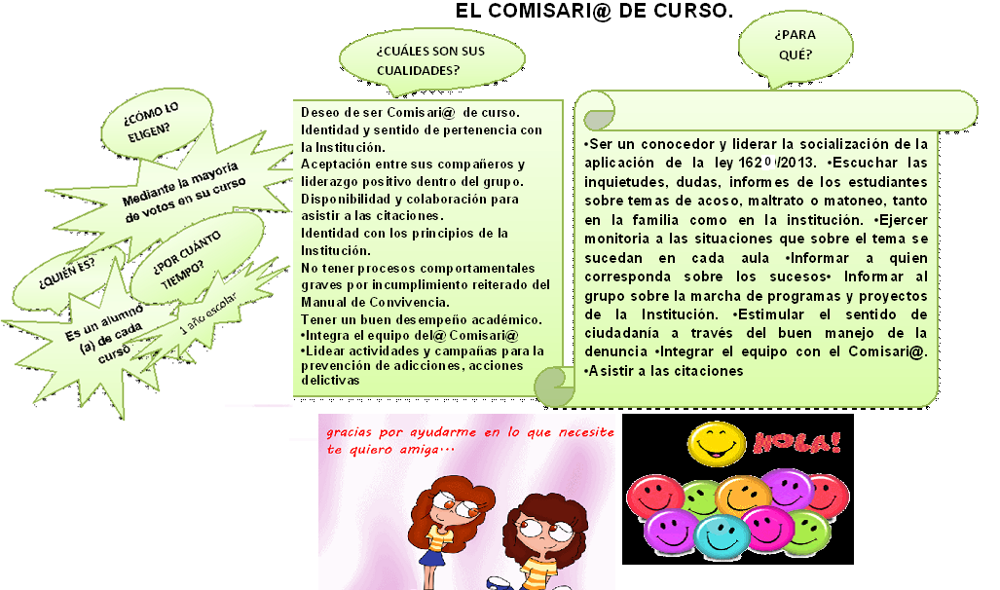 EL COMISARI@ DE CURSO.
¿CÓMO LO
ELIGEN?
Mediante la mayoría
de votos en su curso
¿QUIÉN ES?
Es un alumno
(a) de cada
curso
¿POR CUÁNTO
TIEMPO?
1 año escolar
¿CUÁLES SON SUS
CUALIDADES?
Deseo de ser Comisari@ de curso.
Identidad y sentido de pertenencia con
la Institución.
Aceptación entre sus compañeros y
liderazgo positivo dentro del grupo.
Disponibilidad y colaboración para
asistir a las citaciones.
Identidad con los principios de la
Institución.
No tener procesos comportamentales
graves por incumplimiento reiterado del
Manual de Convivencia.
Tener un buen desempeño académico.
•Integra el equipo del@ Comisari@
•Lidear actividades y campañas para la
prevención de adicciones, acciones
delictivas
¿PARA
QUÉ?
•Ser un conocedor y liderar la socialización de la
aplicación de la ley 1620/2013. •Escuchar las
inquietudes, dudas, informes de los estudiantes
sobre temas de acoso, maltrato o matoneo, tanto
en la familia como en la institución. •Ejercer
monitoria a las situaciones que sobre el tema se
sucedan en cada aula •Informar a quien
corresponda sobre los sucesos• Informar al
grupo sobre la marcha de programas y proyectos
de la Institución. •Estimular el sentido de
ciudadanía a través del buen manejo de la
denuncia •Integrar el equipo con el Comisari@.
•Asistir a las citaciones
gracias por ayudarme en lo que necesite
te quiero amiga...
HOLA!